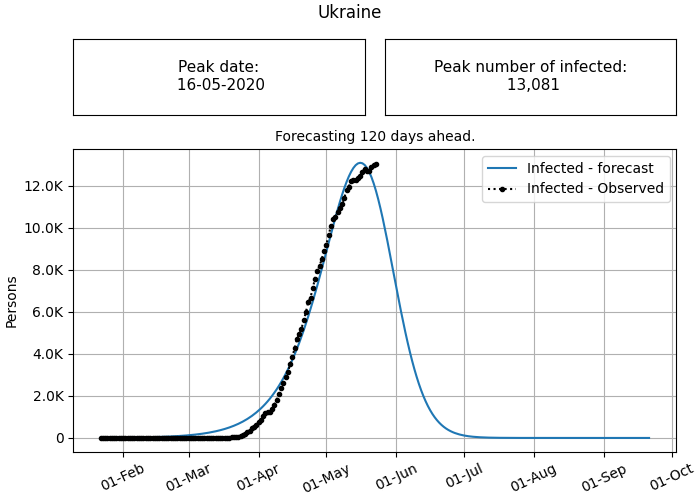 Ukraine
Peak date:
16-05-2020
Peak number of infected:
13,081
Forecasting 120 days ahead.
Infected - forecast
Infected - Observed
Persons
12.0K
10.0K
8.0K
6.0K
4.0K
2.0K
0
01-Feb
01-Mar
01-Apr
01-May
01-Jun
01-Jul
01-Aug
01-Sep
01-Oct